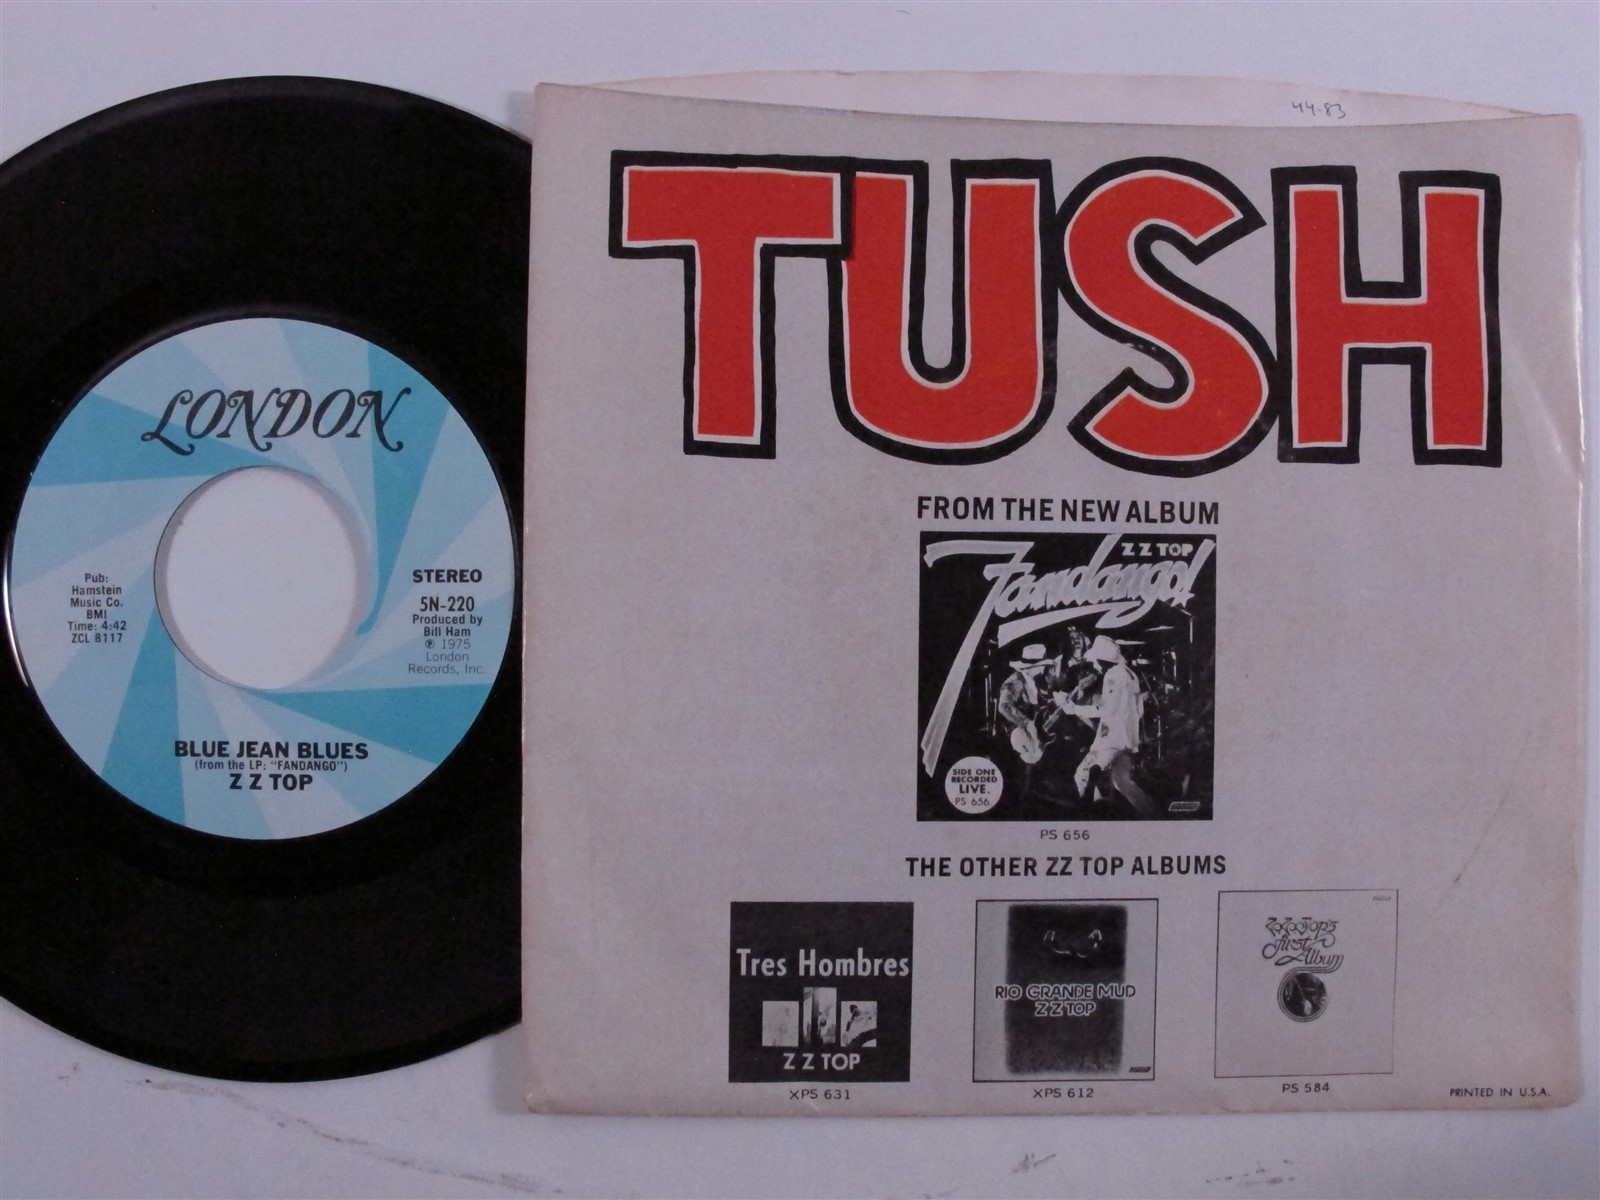 LONDON
Pub:
Hamstein
Music Co.
BMI
Time: 4:42
ZCL 8117
STEREO
5N-220
Produced by
Bill Ham
℗ 1975
London
Records, Inc.
BLUE JEAN BLUES
(from the LP: "FANDANGO")
Z Z TOP
44-83
TUSH
FROM THE NEW ALBUM
ZZ TOP
Fandango!
SIDE ONE
RECORDED
LIVE.
PS 656
PS 656
THE OTHER ZZ TOP ALBUMS
Tres Hombres
Z Z TOP
XPS 631
RIO GRANDE MUD
ZZ TOP
XPS 612
ZZ Top's
First
Album
PS 584
PRINTED IN U.S.A.